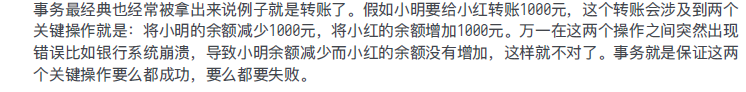 事务最经典也经常被拿出来说例子就是转账了。假如小明要给小红转账1000元，这个转账会涉及到两个
关键操作就是：将小明的余额减少1000元，将小红的余额增加1000元。万一在这两个操作之间突然出现
错误比如银行系统崩溃，导致小明余额减少而小红的余额没有增加，这样就不对了。事务就是保证这两
个关键操作要么都成功，要么都要失败。